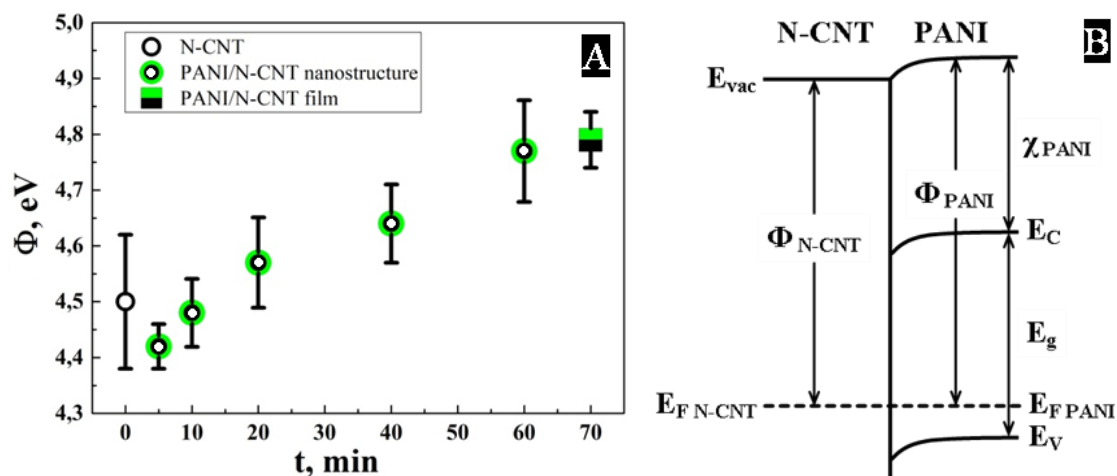 5,0
4,9
4,8
4,7
4,6
4,5
4,4
4,3
Φ, eV
N-CNT
PANI/N-CNT nanostructure
PANI/N-CNT film
A
0 10 20 30 40 50 60 70
t, min
N-CNT PANI
B
Evac
χPANI
ΦPANI
ΦN-CNT
EC
Eg
EF N-CNT
EF PANI
EV